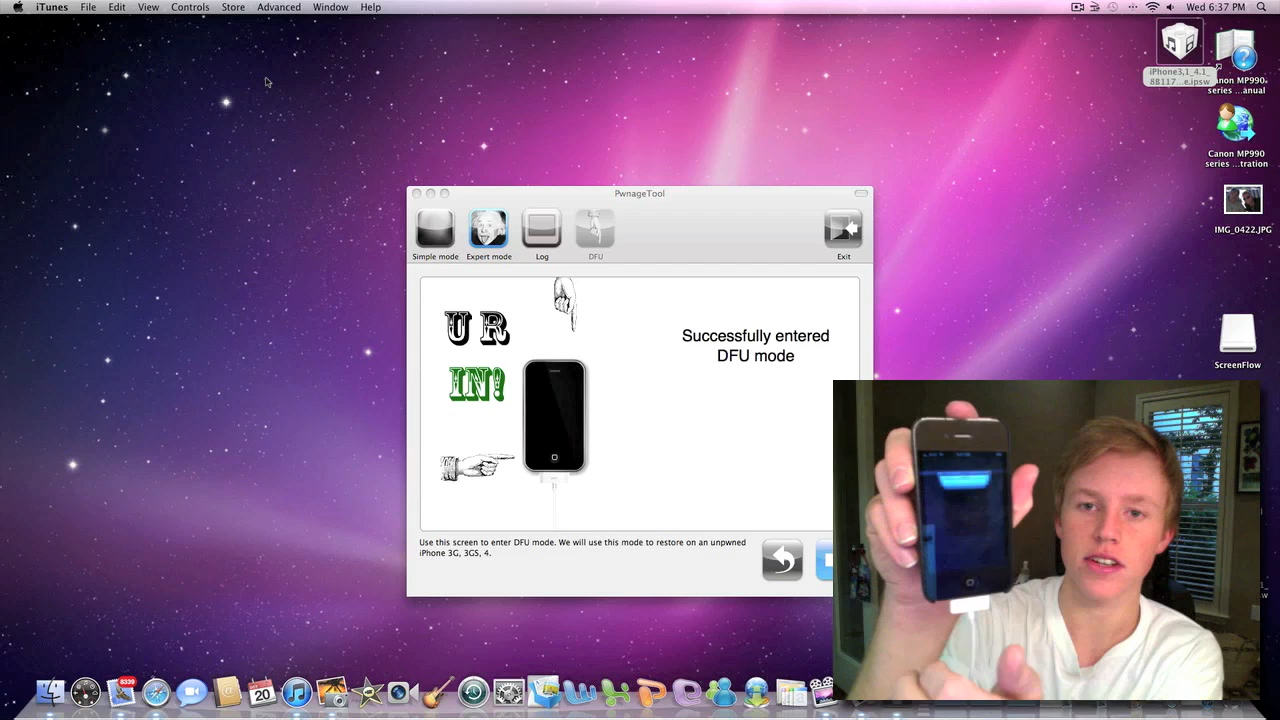 iTunes File Edit View Controls Store Advanced Window Help
Wed 6:37 PM
iPhone3,1_4.1_
8B117...e.ipsw
Canon MP990
series ...anual
Canon MP990
series ...tration
IMG_0422.JPG
ScreenFlow
PwnageTool
Simple mode
Expert mode
Log
DFU
Exit
U R
IN!
Successfully entered
DFU mode
Use this screen to enter DFU mode. We will use this mode to restore on an unpwned
iPhone 3G, 3GS, 4.
8339
20